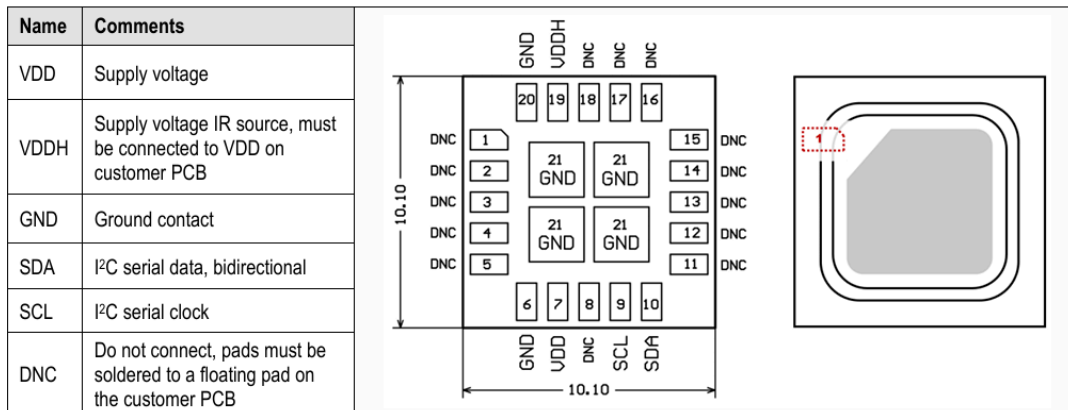 Name Comments
VDD Supply voltage
VDDH Supply voltage IR source, must
be connected to VDD on
customer PCB
GND Ground contact
SDA I²C serial data, bidirectional
SCL I²C serial clock
DNC Do not connect, pads must be
soldered to a floating pad on
the customer PCB
GND VDDH DNC DNC DNC
20 19 18 17 16
DNC 1 15 DNC
DNC 2 14 DNC
DNC 3 13 DNC
DNC 4 12 DNC
DNC 5 11 DNC
21 21
GND GND
21 21
GND GND
6 7 8 9 10
GND VDD DNC SCL SDA
10.10
10.10
1